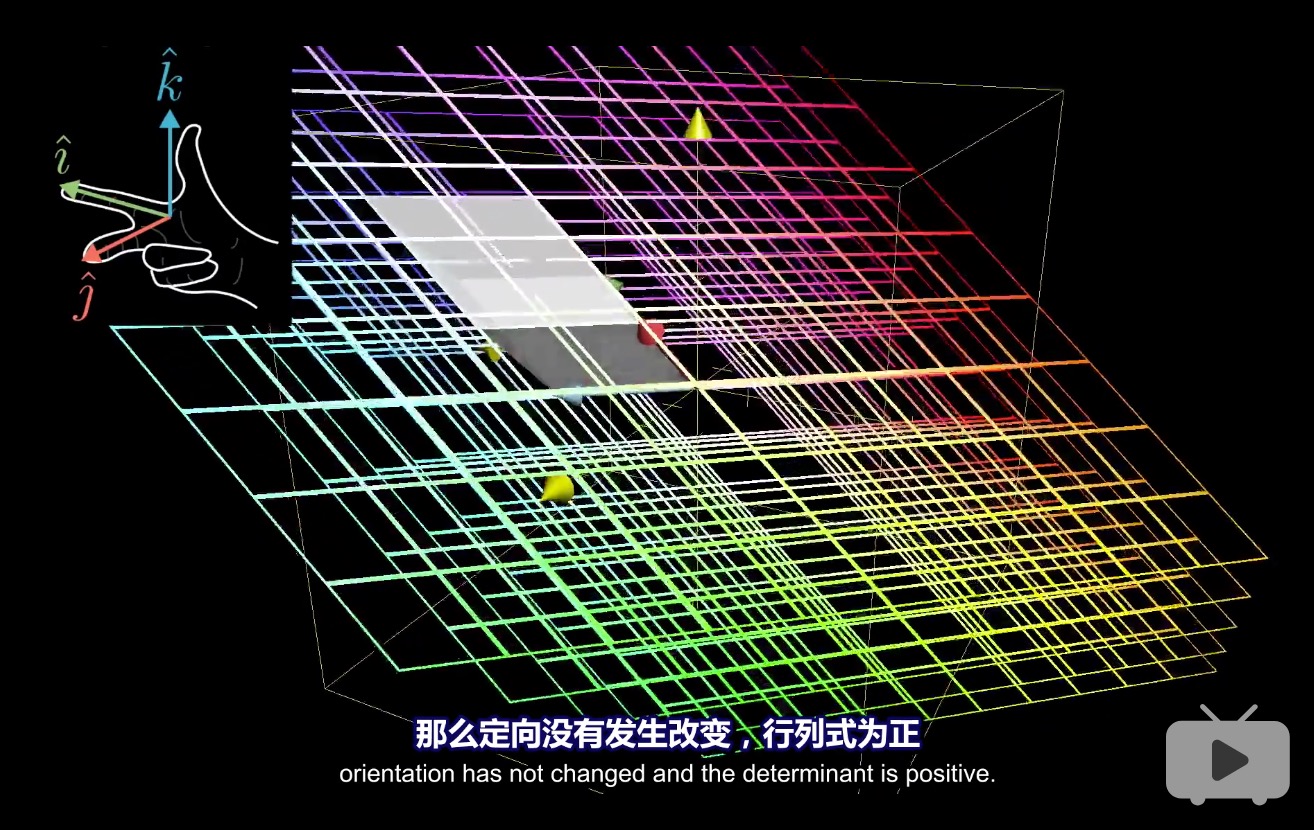 k̂
î
ĵ
那么定向没有发生改变，行列式为正
orientation has not changed and the determinant is positive.